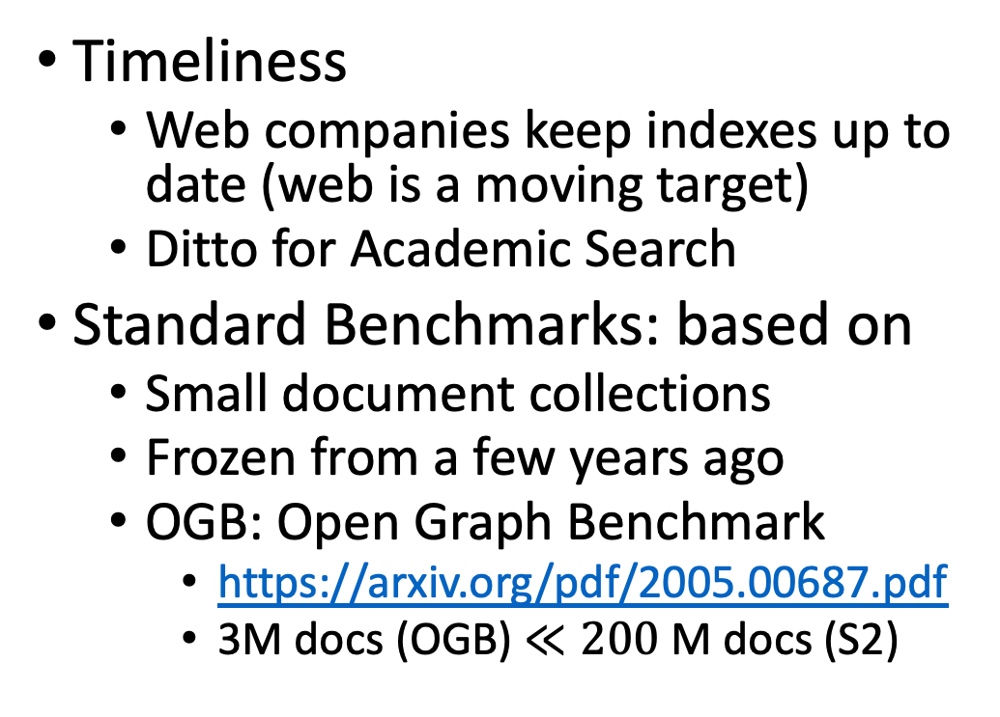 • Timeliness
• Web companies keep indexes up to
date (web is a moving target)
• Ditto for Academic Search
• Standard Benchmarks: based on
• Small document collections
• Frozen from a few years ago
• OGB: Open Graph Benchmark
• https://arxiv.org/pdf/2005.00687.pdf
• 3M docs (OGB) ≪ 200 M docs (S2)